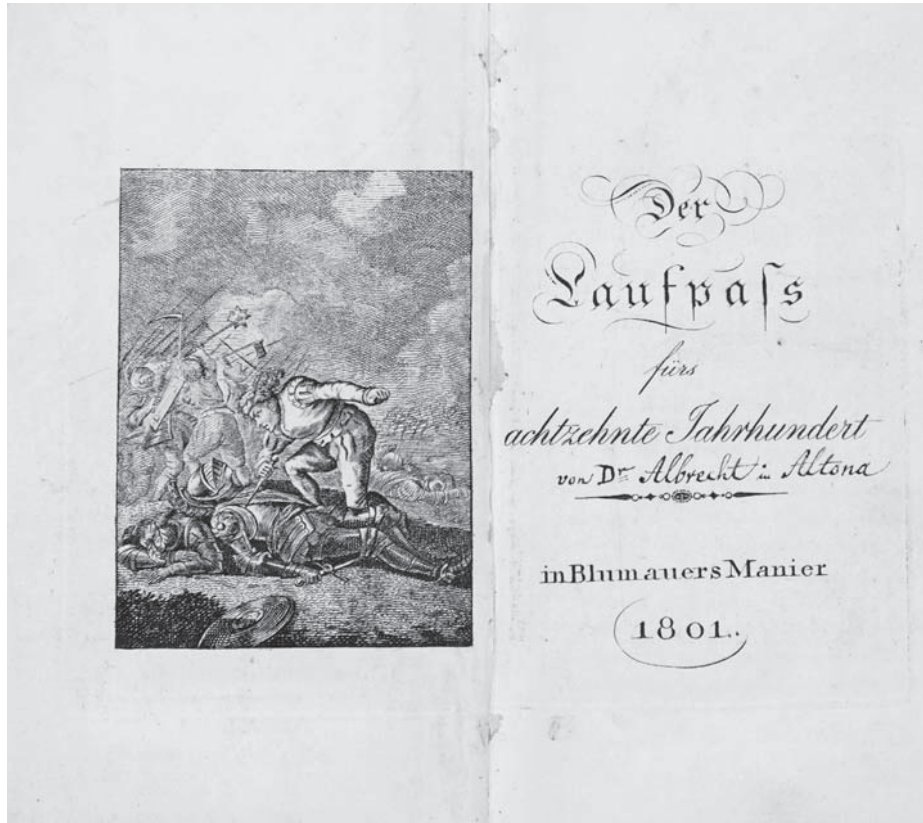 Der
Laufpaſs
fürs
achtzehnte Jahrhundert
von Dr Albrecht in Altona
in Blumauers Manier
1801.